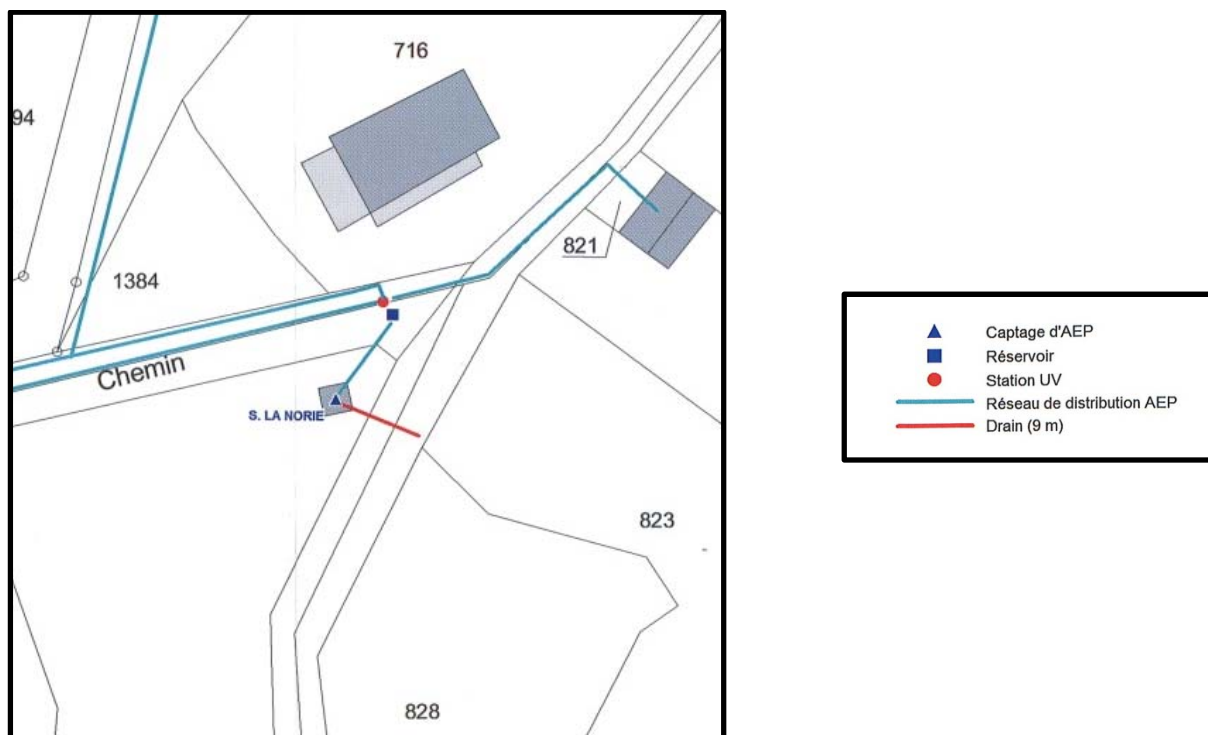 716
94
821
1384
Chemin
S. LA NORIE
823
828
Captage d'AEP
Réservoir
Station UV
Réseau de distribution AEP
Drain (9 m)